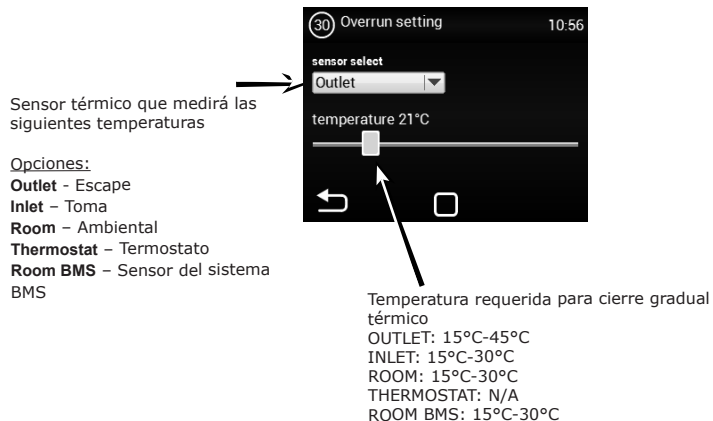 30 Overrun setting 10:56
sensor select
Outlet
temperature 21°C
Sensor térmico que medirá las
siguientes temperaturas
Opciones:
Outlet - Escape
Inlet – Toma
Room – Ambiental
Thermostat – Termostato
Room BMS – Sensor del sistema
BMS
Temperatura requerida para cierre gradual
térmico
OUTLET: 15°C-45°C
INLET: 15°C-30°C
ROOM: 15°C-30°C
THERMOSTAT: N/A
ROOM BMS: 15°C-30°C